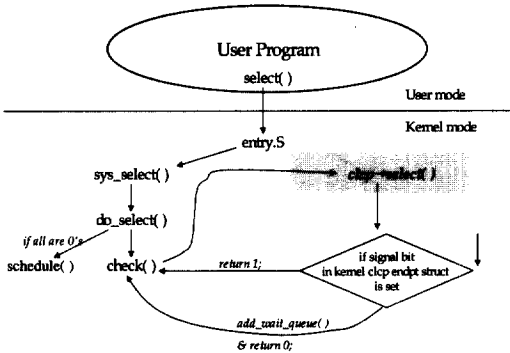 User Program
select( )
User mode
Kernel mode
entry.S
sys_select( )
clcp_select( )
do_select( )
if all are 0's
schedule( )
check( )
return 1;
if signal bit
in kernel clcp endpt struct
is set
add_wait_queue( )
& return 0;